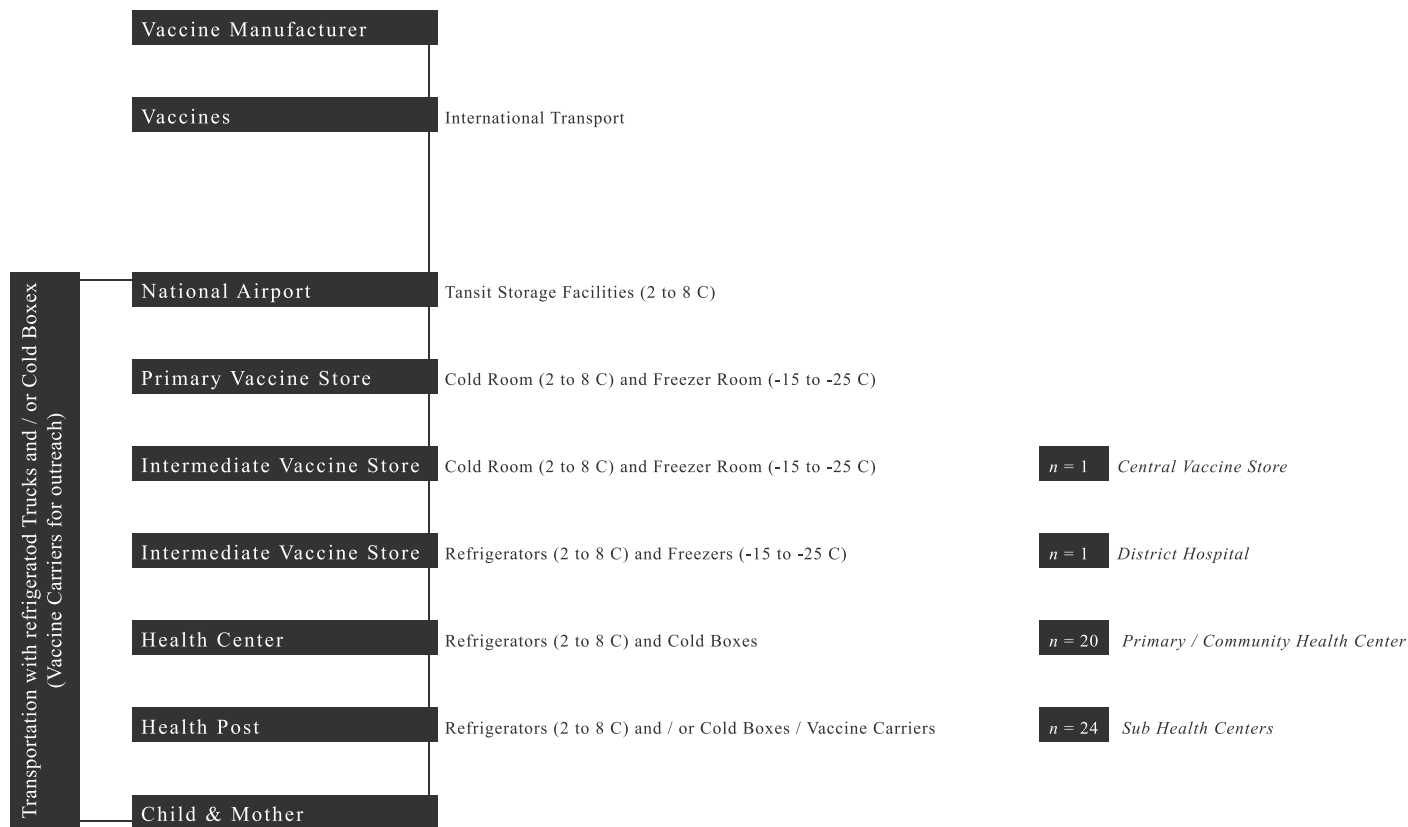 Vaccine Manufacturer
Vaccines
International Transport
National Airport
Tansit Storage Facilities (2 to 8 C)
Primary Vaccine Store
Cold Room (2 to 8 C) and Freezer Room (-15 to -25 C)
Intermediate Vaccine Store
Cold Room (2 to 8 C) and Freezer Room (-15 to -25 C)
n = 1
Central Vaccine Store
Intermediate Vaccine Store
Refrigerators (2 to 8 C) and Freezers (-15 to -25 C)
n = 1
District Hospital
Health Center
Refrigerators (2 to 8 C) and Cold Boxes
n = 20
Primary / Community Health Center
Health Post
Refrigerators (2 to 8 C) and / or Cold Boxes / Vaccine Carriers
n = 24
Sub Health Centers
Child & Mother
Transportation with refrigeratod Trucks and / or Cold Boxex
(Vaccine Carriers for outreach)